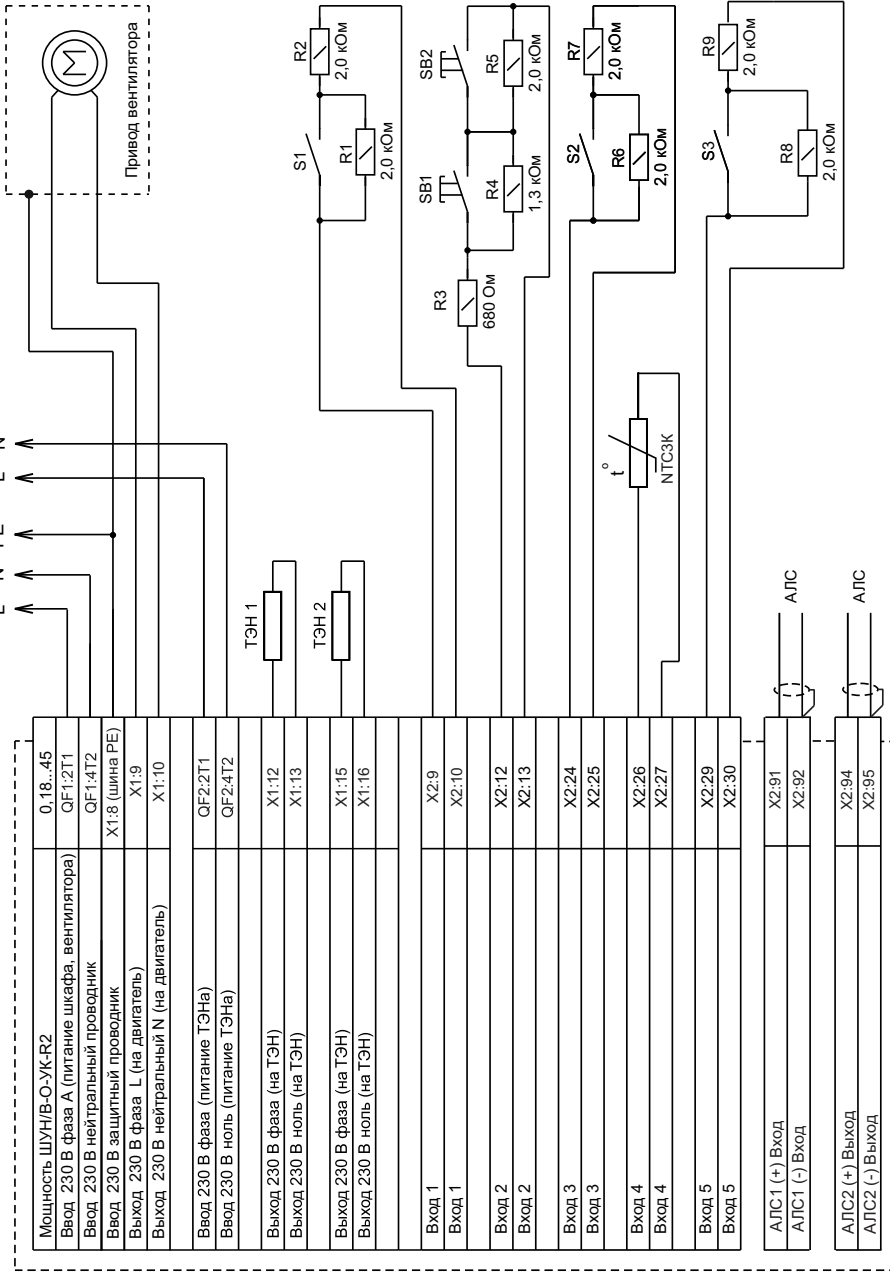 Привод вентилятора
M
L
N
PE
L
N
Мощность ШУН/В-О-УК-R2
0,18...45
Ввод 230 В фаза А (питание шкафа, вентилятора)
QF1:2T1
Ввод 230 В нейтральный проводник
QF1:4T2
Ввод 230 В защитный проводник
X1:8 (шина PE)
Выход 230 В фаза L (на двигатель)
X1:9
Выход 230 В нейтральный N (на двигатель)
X1:10
Ввод 230 В фаза (питание ТЭНа)
QF2:2T1
Ввод 230 В ноль (питание ТЭНа)
QF2:4T2
Выход 230 В фаза (на ТЭН)
X1:12
Выход 230 В ноль (на ТЭН)
X1:13
Выход 230 В фаза (на ТЭН)
X1:15
Выход 230 В ноль (на ТЭН)
X1:16
Вход 1
X2:9
Вход 1
X2:10
Вход 2
X2:12
Вход 2
X2:13
Вход 3
X2:24
Вход 3
X2:25
Вход 4
X2:26
Вход 4
X2:27
Вход 5
X2:29
Вход 5
X2:30
АЛС1 (+) Вход
X2:91
АЛС1 (-) Вход
X2:92
АЛС2 (+) Выход
X2:94
АЛС2 (-) Выход
X2:95
ТЭН 1
ТЭН 2
S1
R1
2,0 кОм
R2
2,0 кОм
R3
680 Ом
SB1
R4
1,3 кОм
SB2
R5
2,0 кОм
S2
R6
2,0 кОм
R7
2,0 кОм
t°
NTC3K
S3
R8
2,0 кОм
R9
2,0 кОм
АЛС
АЛС